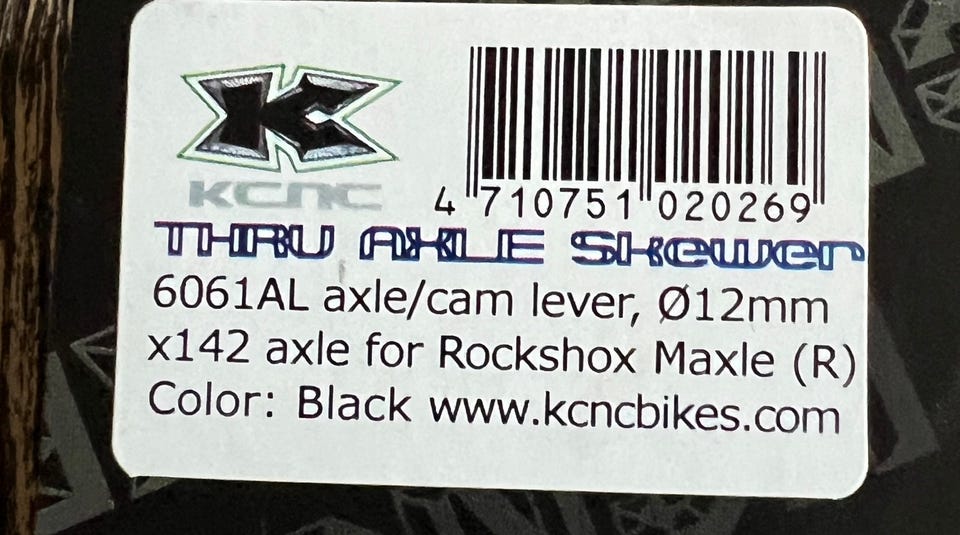 KCNC
4 710751 020269
THRU AXLE Skewer
6061AL axle/cam lever, Ø12mm
x142 axle for Rockshox Maxle (R)
Color: Black www.kcncbikes.com